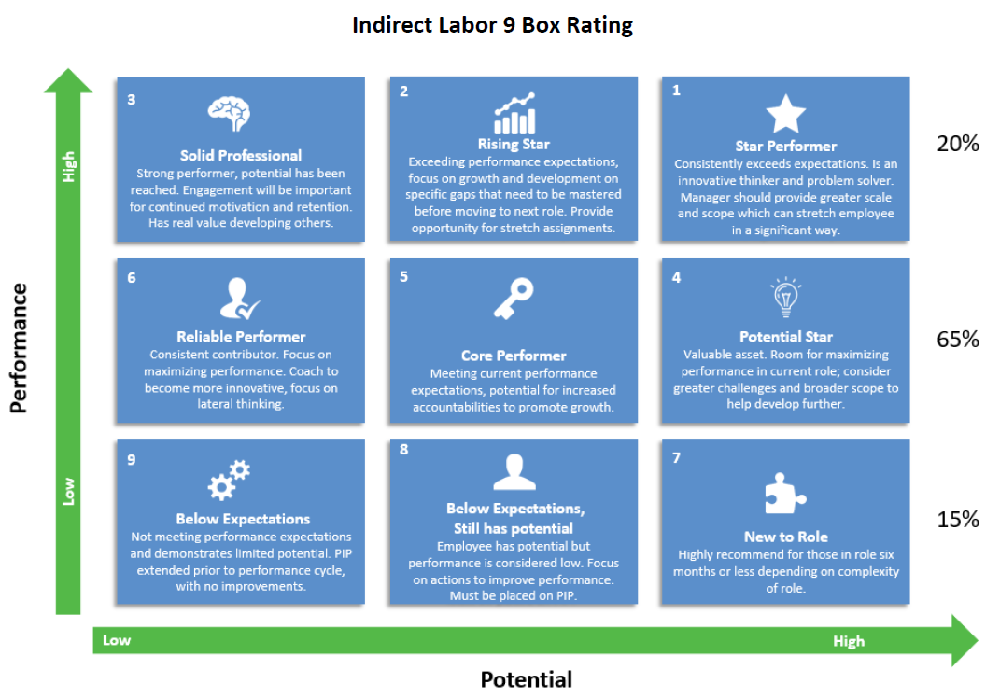 Indirect Labor 9 Box Rating
Performance
High
Low
3
Solid Professional
Strong performer, potential has been
reached. Engagement will be important
for continued motivation and retention.
Has real value developing others.
2
Rising Star
Exceeding performance expectations,
focus on growth and development on
specific gaps that need to be mastered
before moving to next role. Provide
opportunity for stretch assignments.
1
Star Performer
Consistently exceeds expectations. Is an
innovative thinker and problem solver.
Manager should provide greater scale
and scope which can stretch employee
in a significant way.
20%
6
Reliable Performer
Consistent contributor. Focus on
maximizing performance. Coach to
become more innovative, focus on
lateral thinking.
5
Core Performer
Meeting current performance
expectations, potential for increased
accountabilities to promote growth.
4
Potential Star
Valuable asset. Room for maximizing
performance in current role; consider
greater challenges and broader scope to
help develop further.
65%
9
Below Expectations
Not meeting performance expectations
and demonstrates limited potential. PIP
extended prior to performance cycle,
with no improvements.
8
Below Expectations,
Still has potential
Employee has potential but
performance is considered low. Focus
on actions to improve performance.
Must be placed on PIP.
7
New to Role
Highly recommend for those in role six
months or less depending on complexity
of role.
15%
Low
High
Potential